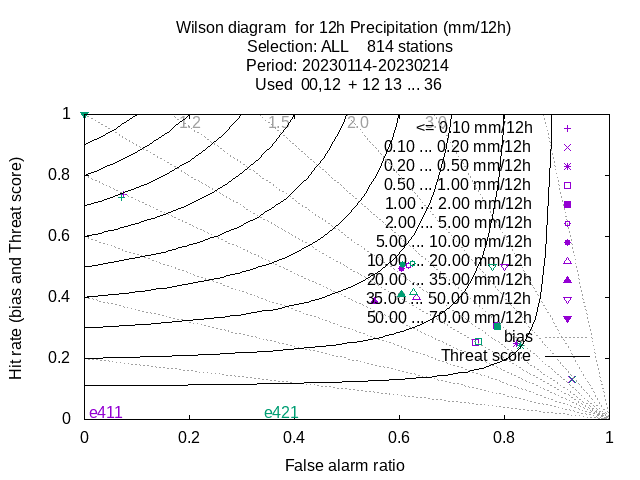 Wilson diagram  for 12h Precipitation (mm/12h)
Selection: ALL    814 stations
Period: 20230114-20230214
Used  00,12  + 12 13 ... 36
1.2 1.5 2.0 3.0
<= 0.10 mm/12h
0.10 ... 0.20 mm/12h
0.20 ... 0.50 mm/12h
0.50 ... 1.00 mm/12h
1.00 ... 2.00 mm/12h
2.00 ... 5.00 mm/12h
5.00 ... 10.00 mm/12h
10.00 ... 20.00 mm/12h
20.00 ... 35.00 mm/12h
35.00 ... 50.00 mm/12h
50.00 ... 70.00 mm/12h
bias
Threat score
Hit rate (bias and Threat score)
1
0.8
0.6
0.4
0.2
0
e411 e421
0 0.2 0.4 0.6 0.8 1
False alarm ratio